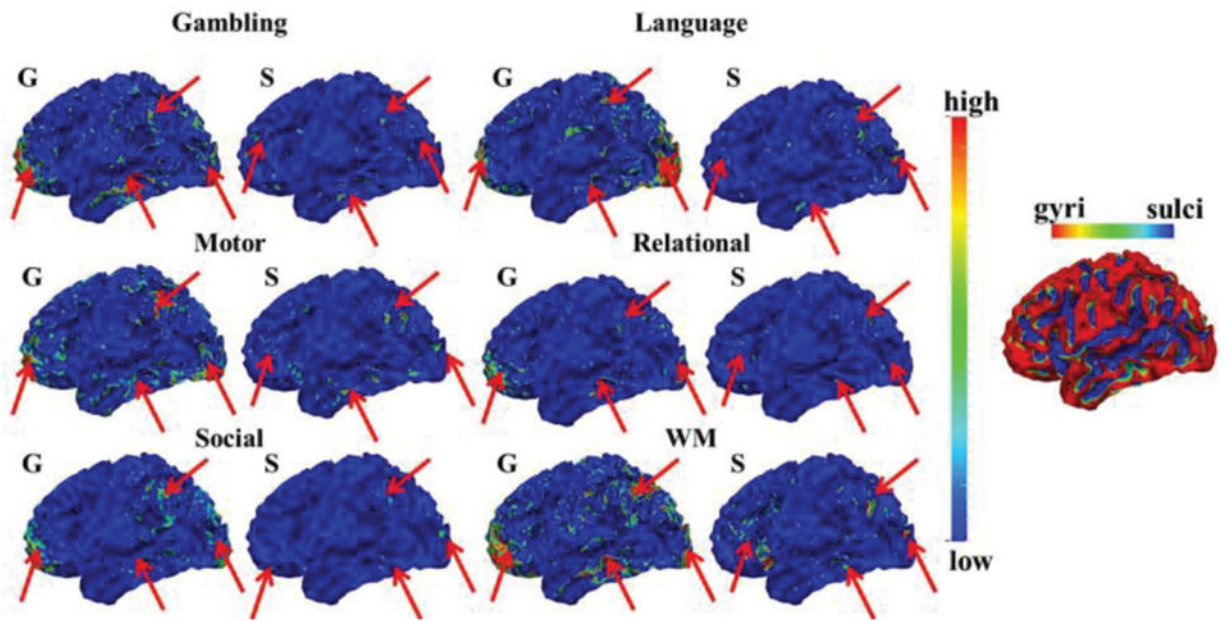 Gambling Language
G S G S
high
gyri sulci
Motor Relational
G S G S
Social WM
G S G S
low